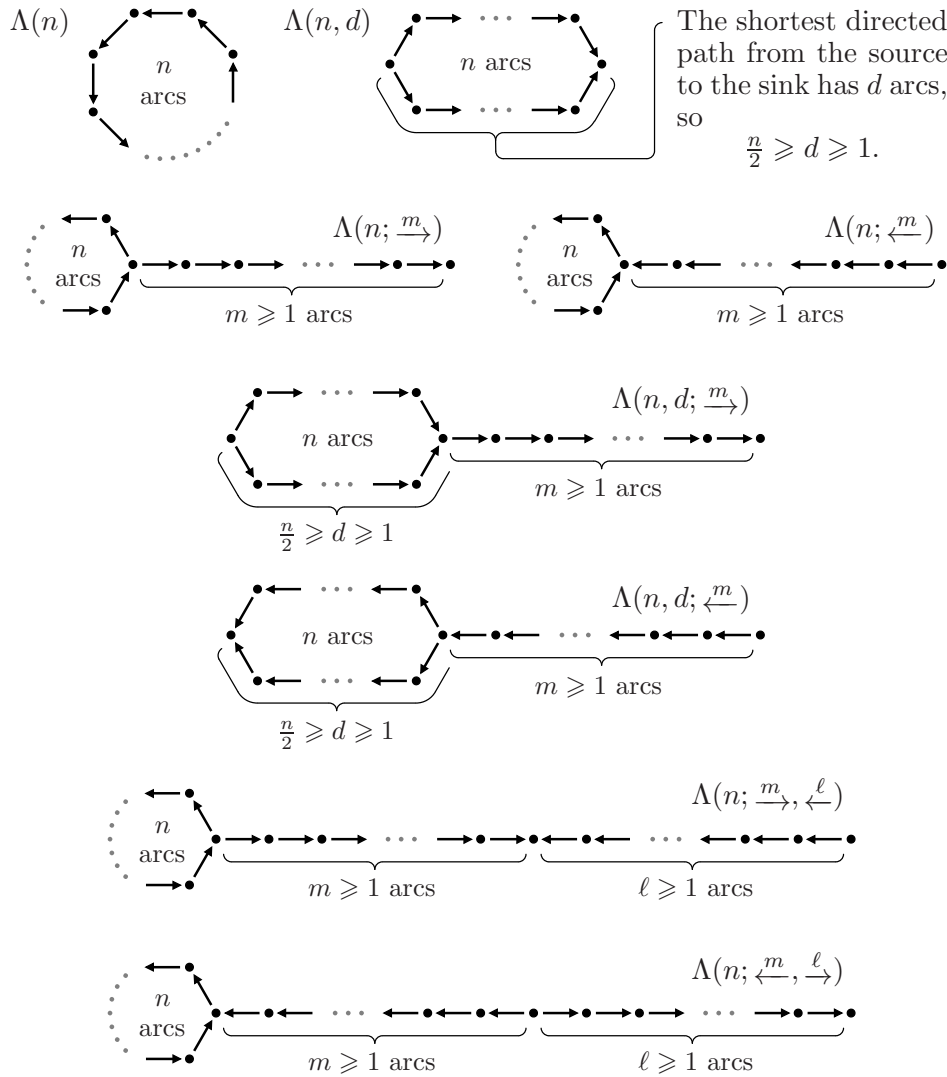 Λ(n)
n
arcs
Λ(n, d)
n arcs
The shortest directed
path from the source
to the sink has d arcs,
so
n/2 ⩾ d ⩾ 1.
n
arcs
Λ(n; m→)
m ⩾ 1 arcs
n
arcs
Λ(n; m←)
m ⩾ 1 arcs
n arcs
Λ(n, d; m→)
m ⩾ 1 arcs
n/2 ⩾ d ⩾ 1
n arcs
Λ(n, d; m←)
m ⩾ 1 arcs
n/2 ⩾ d ⩾ 1
n
arcs
Λ(n; m→, ℓ←)
m ⩾ 1 arcs
ℓ ⩾ 1 arcs
n
arcs
Λ(n; m←, ℓ→)
m ⩾ 1 arcs
ℓ ⩾ 1 arcs